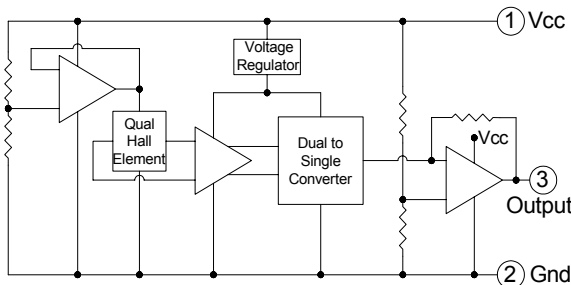 1 Vcc
Voltage
Regulator
Qual
Hall
Element
Dual to
Single
Converter
Vcc
3
Output
2 Gnd